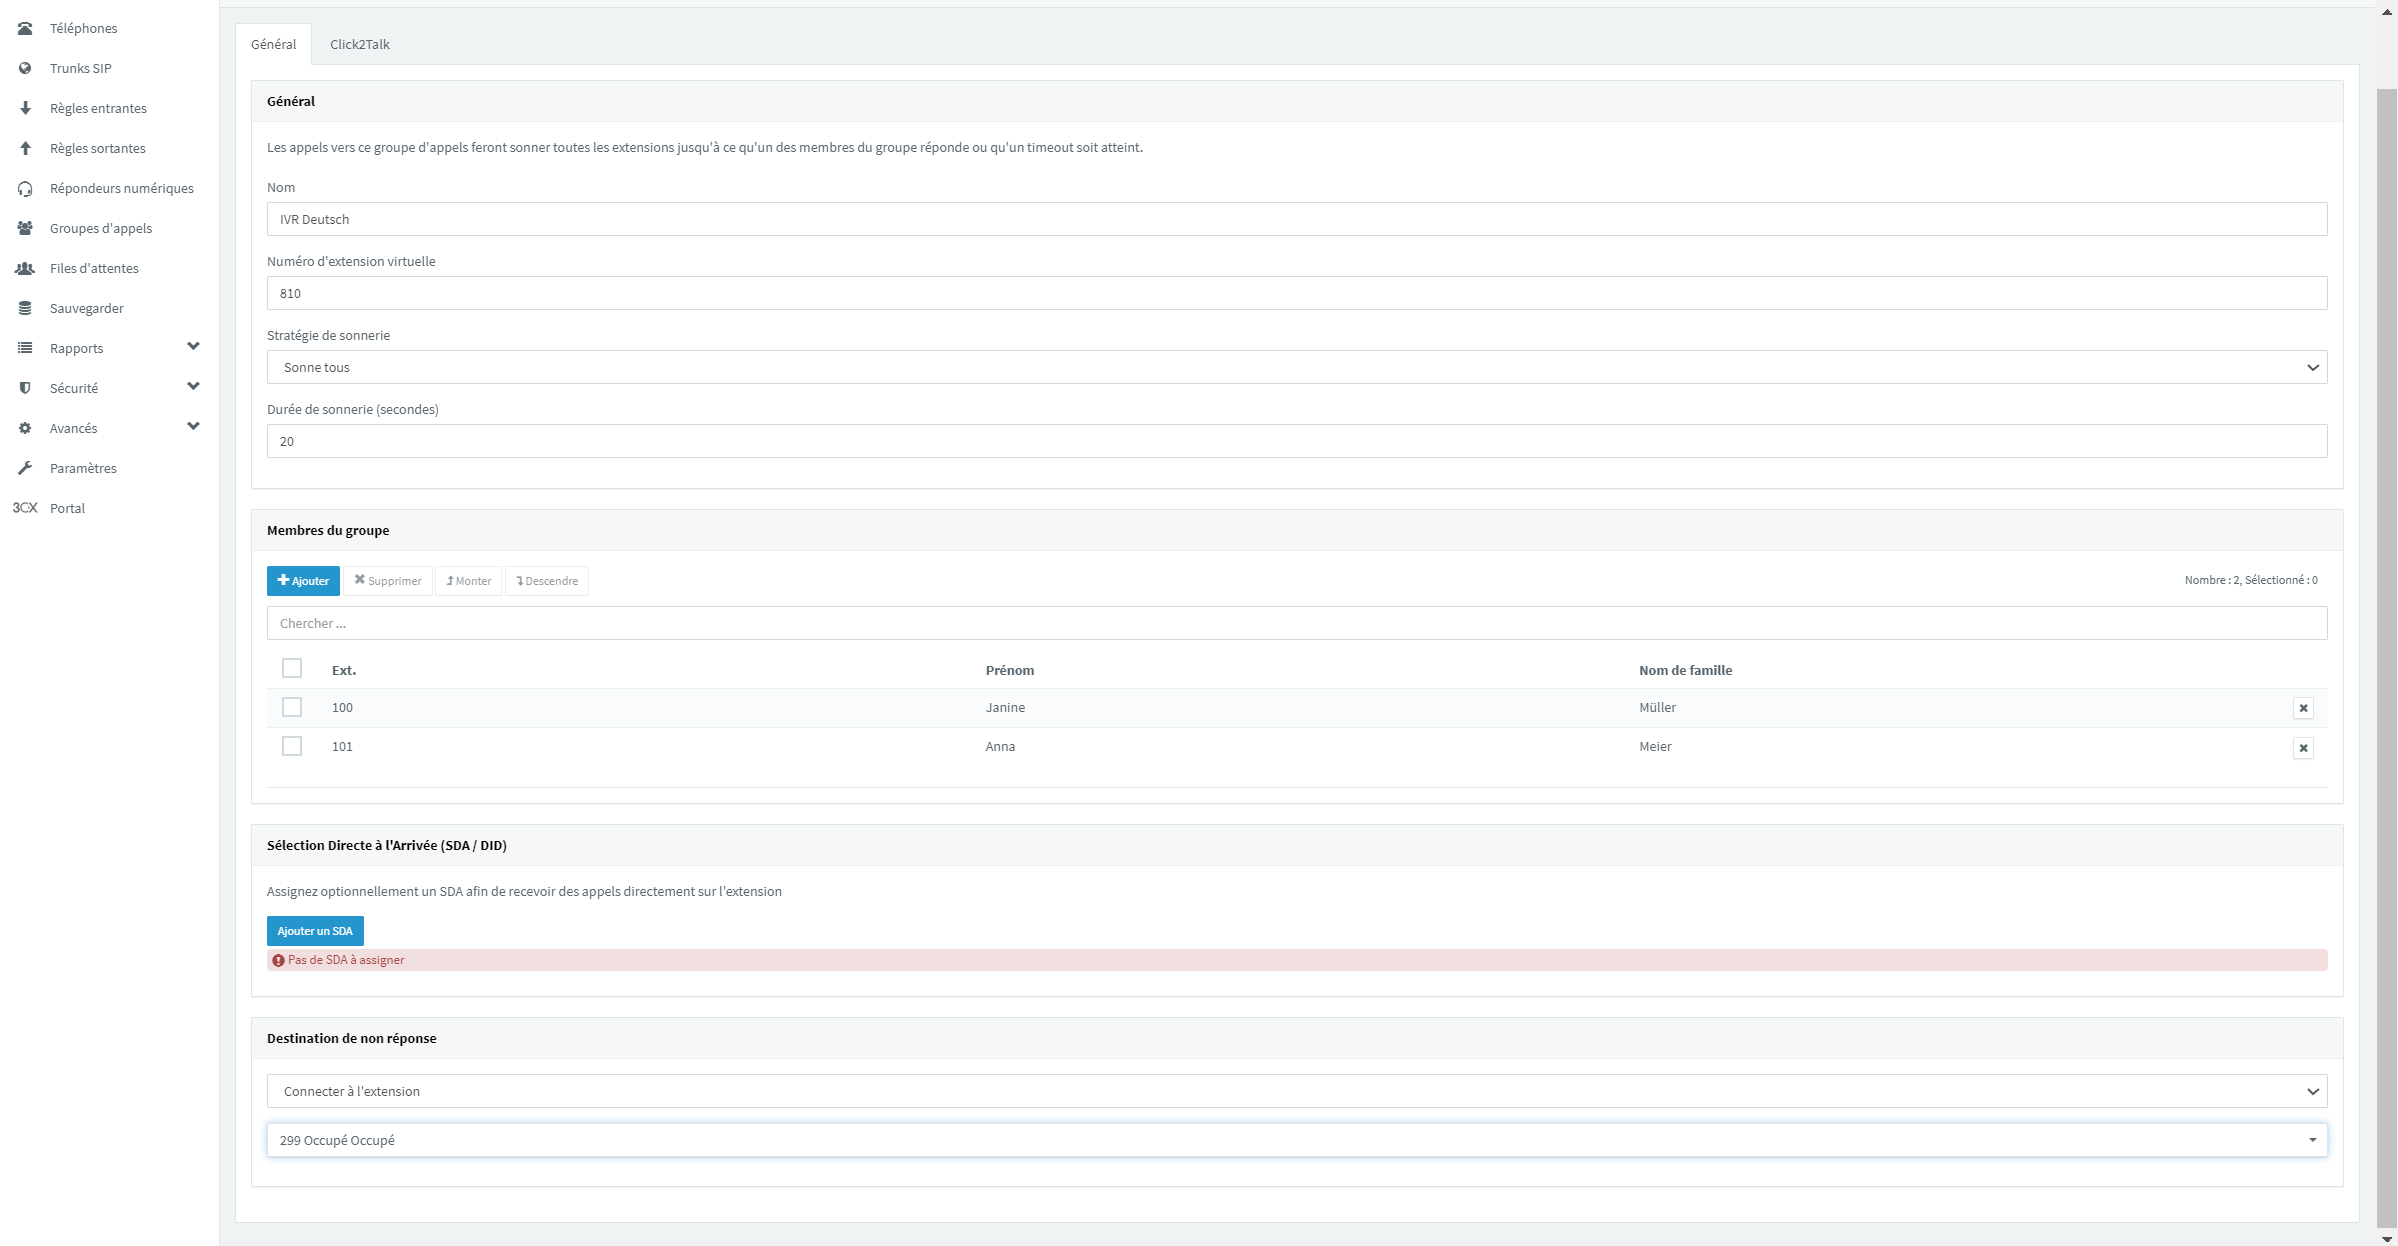 Téléphones
Trunks SIP
Règles entrantes
Règles sortantes
Répondeurs numériques
Groupes d'appels
Files d'attentes
Sauvegarder
Rapports
Sécurité
Avancés
Paramètres
3CX Portal
Général Click2Talk
Général
Les appels vers ce groupe d'appels feront sonner toutes les extensions jusqu'à ce qu'un des membres du groupe réponde ou qu'un timeout soit atteint.
Nom
IVR Deutsch
Numéro d'extension virtuelle
810
Stratégie de sonnerie
Sonne tous
Durée de sonnerie (secondes)
20
Membres du groupe
Ajouter Supprimer Monter Descendre Nombre : 2, Sélectionné : 0
Chercher ...
Ext. Prénom Nom de famille
100 Janine Müller
101 Anna Meier
Sélection Directe à l'Arrivée (SDA / DID)
Assignez optionnellement un SDA afin de recevoir des appels directement sur l'extension
Ajouter un SDA
Pas de SDA à assigner
Destination de non réponse
Connecter à l'extension
299 Occupé Occupé